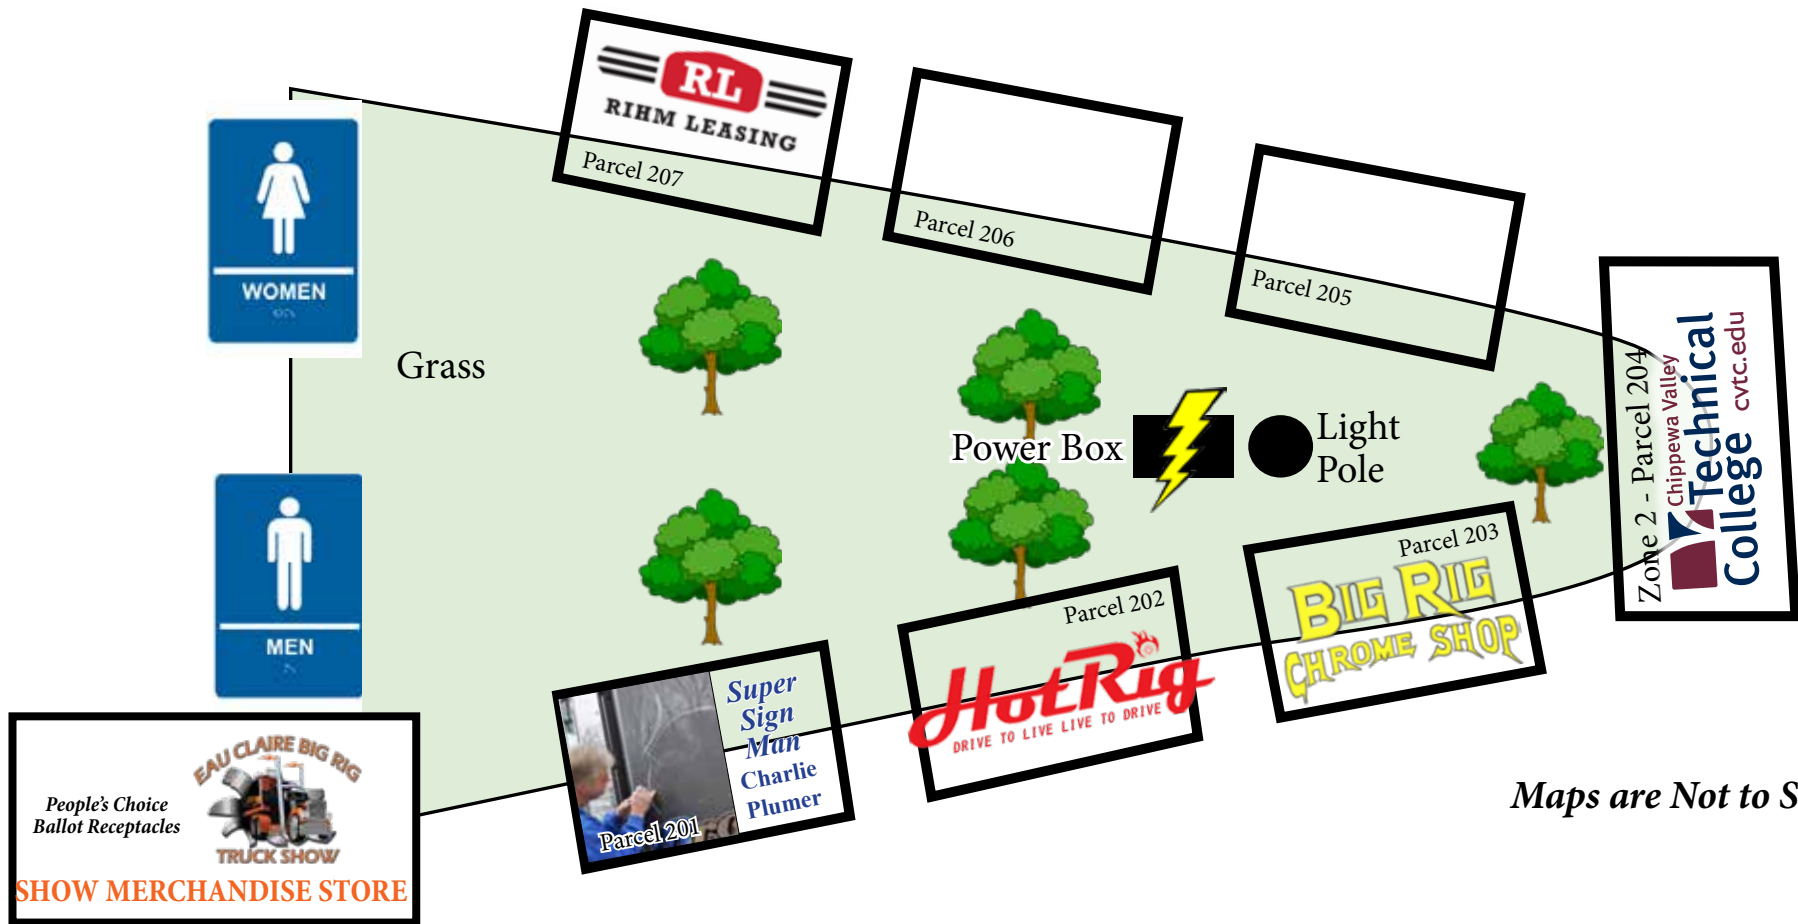 RL
RIHM LEASING
Parcel 207
Parcel 206
Parcel 205
WOMEN
Grass
Power Box
Light
Pole
Zone 2 - Parcel 204
Chippewa Valley
Technical
College
cvtc.edu
MEN
Parcel 203
BIG RIG
CHROME SHOP
Parcel 202
HotRig
DRIVE TO LIVE LIVE TO DRIVE
Super
Sign
Man
Charlie
Plumer
Parcel 201
EAU CLAIRE BIG RIG
TRUCK SHOW
People's Choice
Ballot Receptacles
SHOW MERCHANDISE STORE
Maps are Not to S